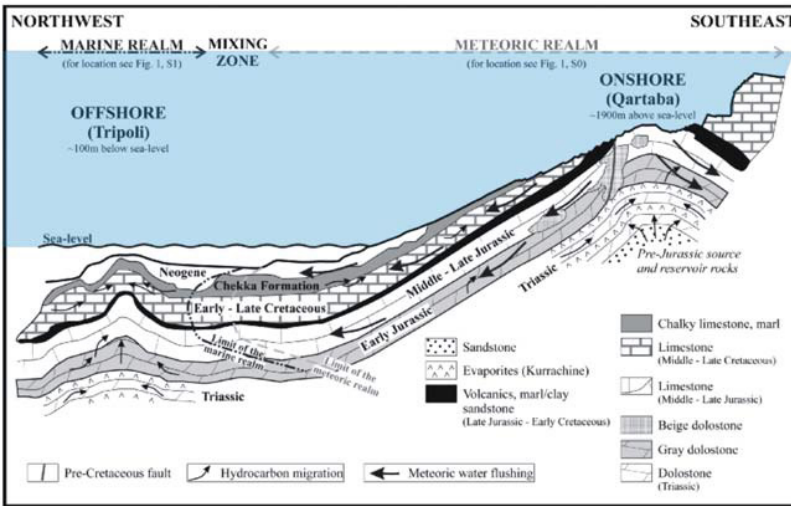 NORTHWEST
SOUTHEAST
MARINE REALM
(for location see Fig. 1, S1)
MIXING
ZONE
METEORIC REALM
(for location see Fig. 1, S0)
OFFSHORE
(Tripoli)
~100m below sea-level
ONSHORE
(Qartaba)
~1900m above sea-level
Sea-level
Neogene
Chekka Formation
Early - Late Cretaceous
Middle - Late Jurassic
Early Jurassic
Triassic
Limit of the
marine realm
Limit of the
meteoric realm
Triassic
Pre-Jurassic source
and reservoir rocks
Sandstone
Evaporites (Kurrachine)
Volcanics, marl/clay
sandstone
(Late Jurassic - Early Cretaceous)
Chalky limestone, marl
Limestone
(Middle - Late Cretaceous)
Limestone
(Middle - Late Jurassic)
Beige dolostone
Gray dolostone
Dolostone
(Triassic)
Pre-Cretaceous fault
Hydrocarbon migration
Meteoric water flushing